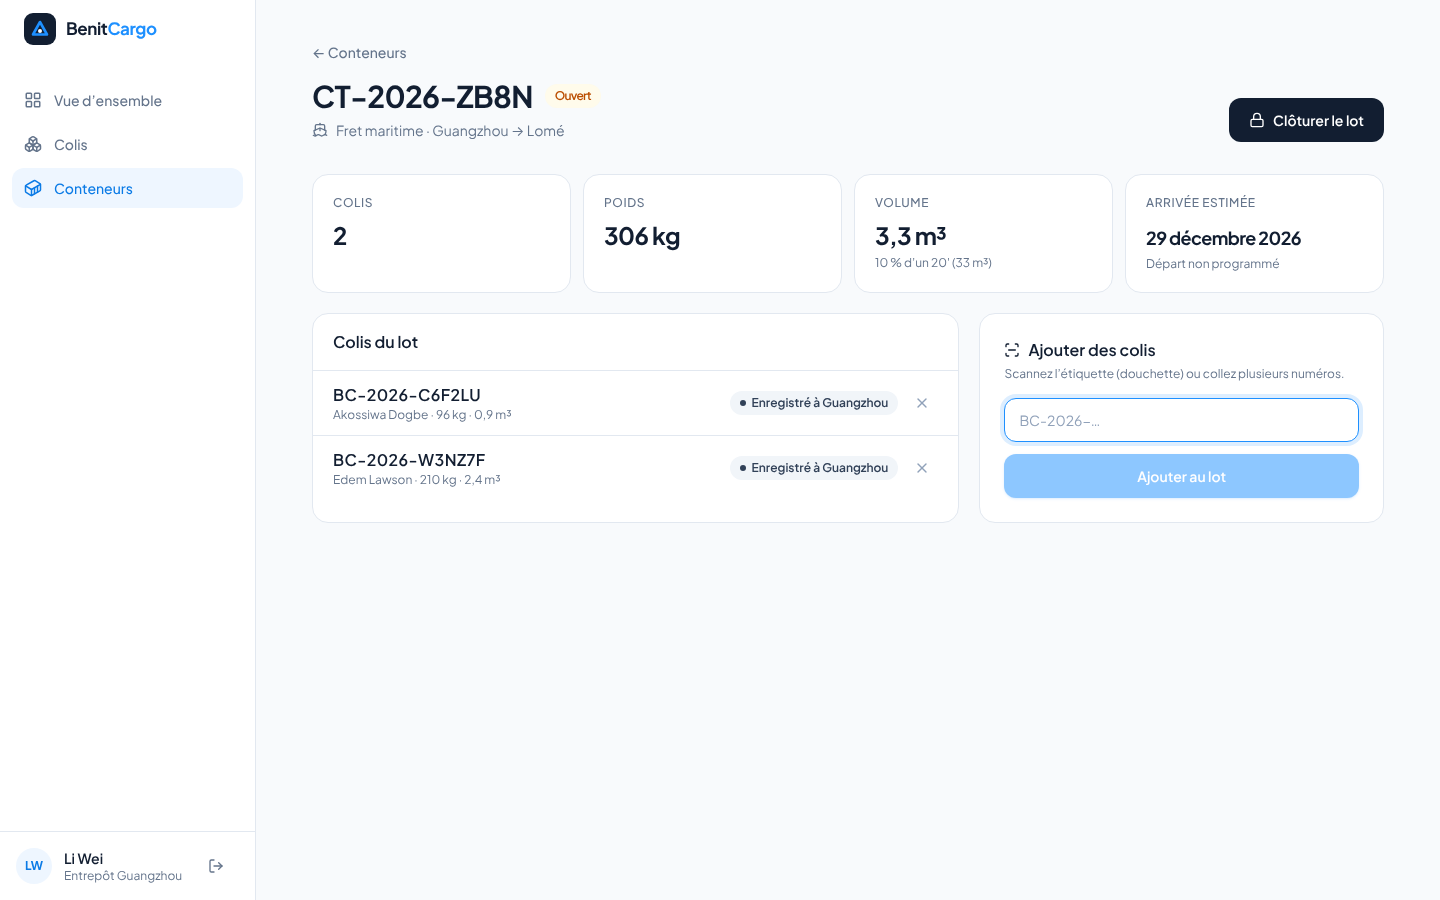 BenitCargo
Vue d'ensemble
Colis
Conteneurs
← Conteneurs
CT-2026-ZB8N
Ouvert
Fret maritime · Guangzhou → Lomé
Clôturer le lot
COLIS
2
POIDS
306 kg
VOLUME
3,3 m³
10 % d'un 20' (33 m³)
ARRIVÉE ESTIMÉE
29 décembre 2026
Départ non programmé
Colis du lot
BC-2026-C6F2LU
Akossiwa Dogbe · 96 kg · 0,9 m³
Enregistré à Guangzhou
BC-2026-W3NZ7F
Edem Lawson · 210 kg · 2,4 m³
Enregistré à Guangzhou
Ajouter des colis
Scannez l'étiquette (douchette) ou collez plusieurs numéros.
BC-2026-…
Ajouter au lot
LW
Li Wei
Entrepôt Guangzhou